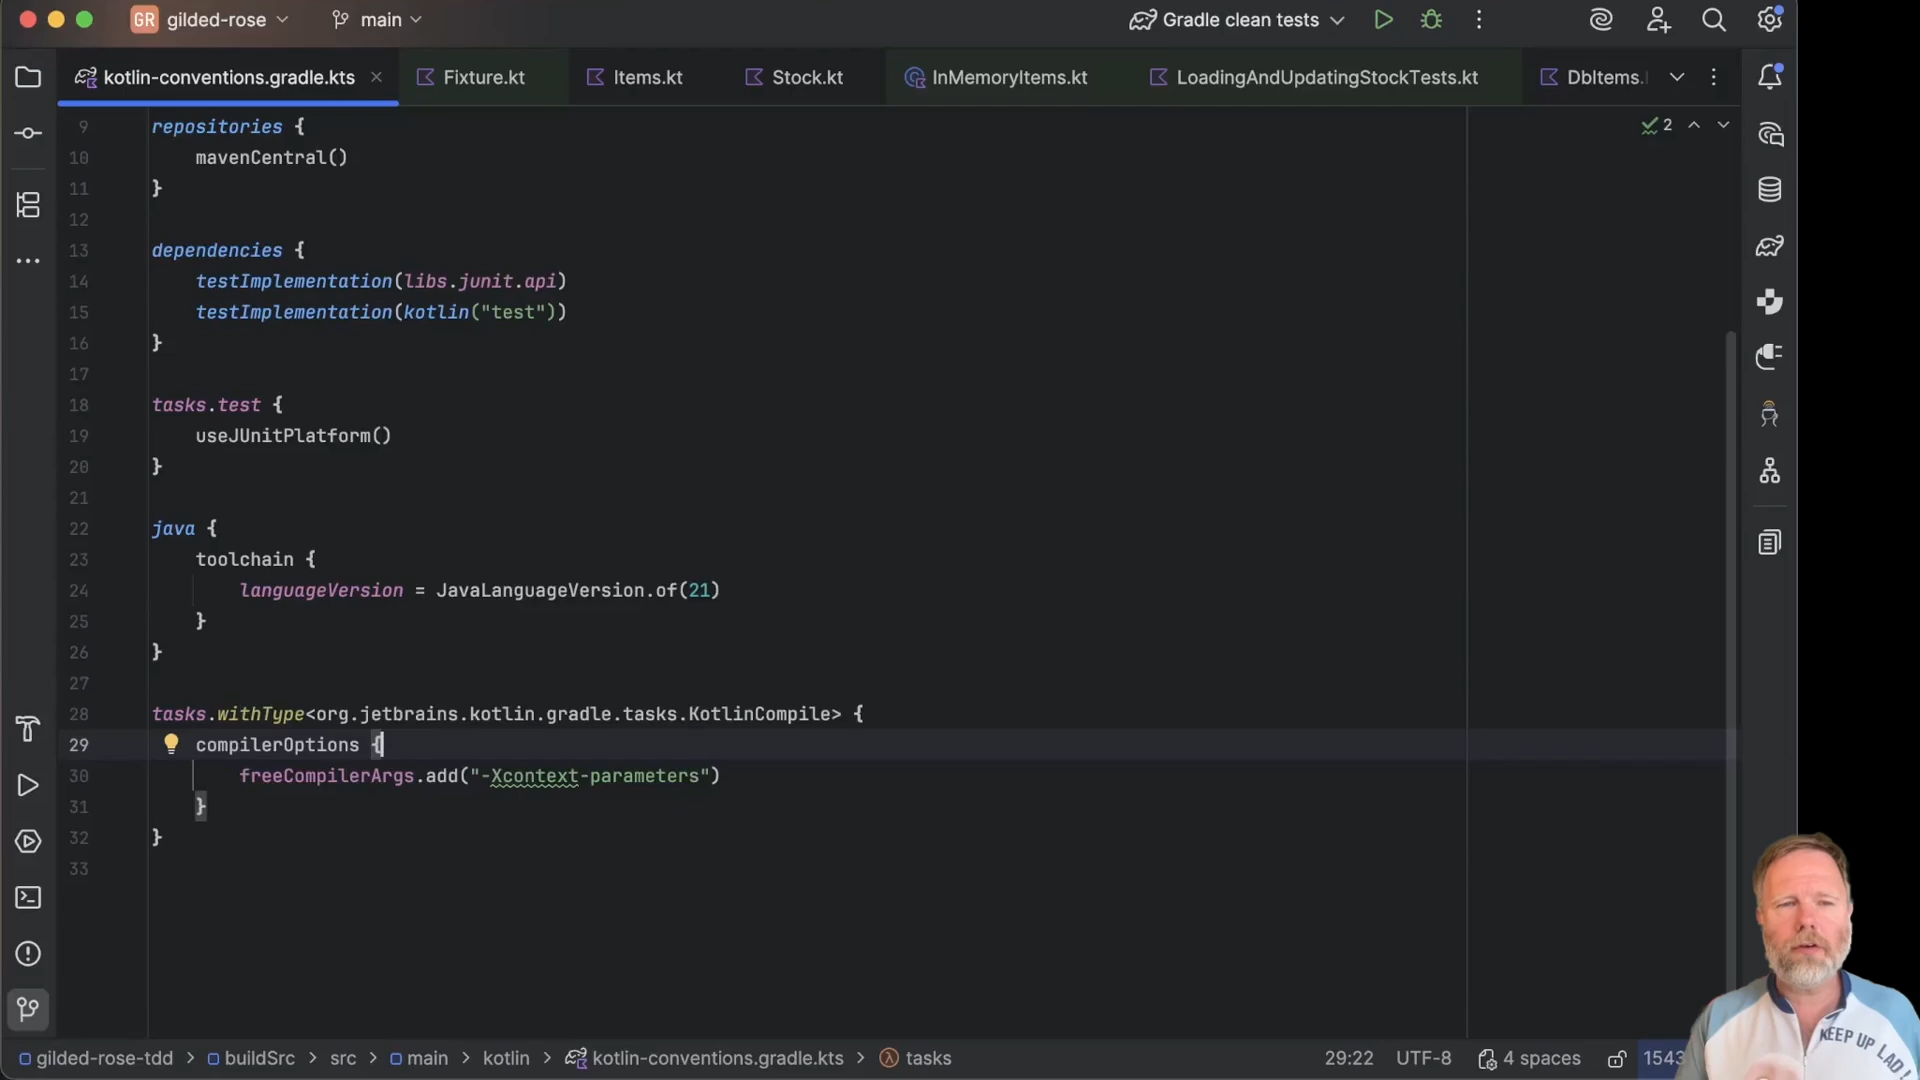 GR gilded-rose main Gradle clean tests
kotlin-conventions.gradle.kts Fixture.kt Items.kt Stock.kt InMemoryItems.kt LoadingAndUpdatingStockTests.kt DbItems.
9 repositories {
2
10 mavenCentral()
11 }
12
13 dependencies {
14 testImplementation(libs.junit.api)
15 testImplementation(kotlin("test"))
16 }
17
18 tasks.test {
19 useJUnitPlatform()
20 }
21
22 java {
23 toolchain {
24 languageVersion = JavaLanguageVersion.of(21)
25 }
26 }
27
28 tasks.withType<org.jetbrains.kotlin.gradle.tasks.KotlinCompile> {
29 compilerOptions {
30 freeCompilerArgs.add("-Xcontext-parameters")
31 }
32 }
33
KEEP UP LAD!
gilded-rose-tdd > buildSrc > src > main > kotlin > kotlin-conventions.gradle.kts > tasks 29:22 UTF-8 4 spaces 1543